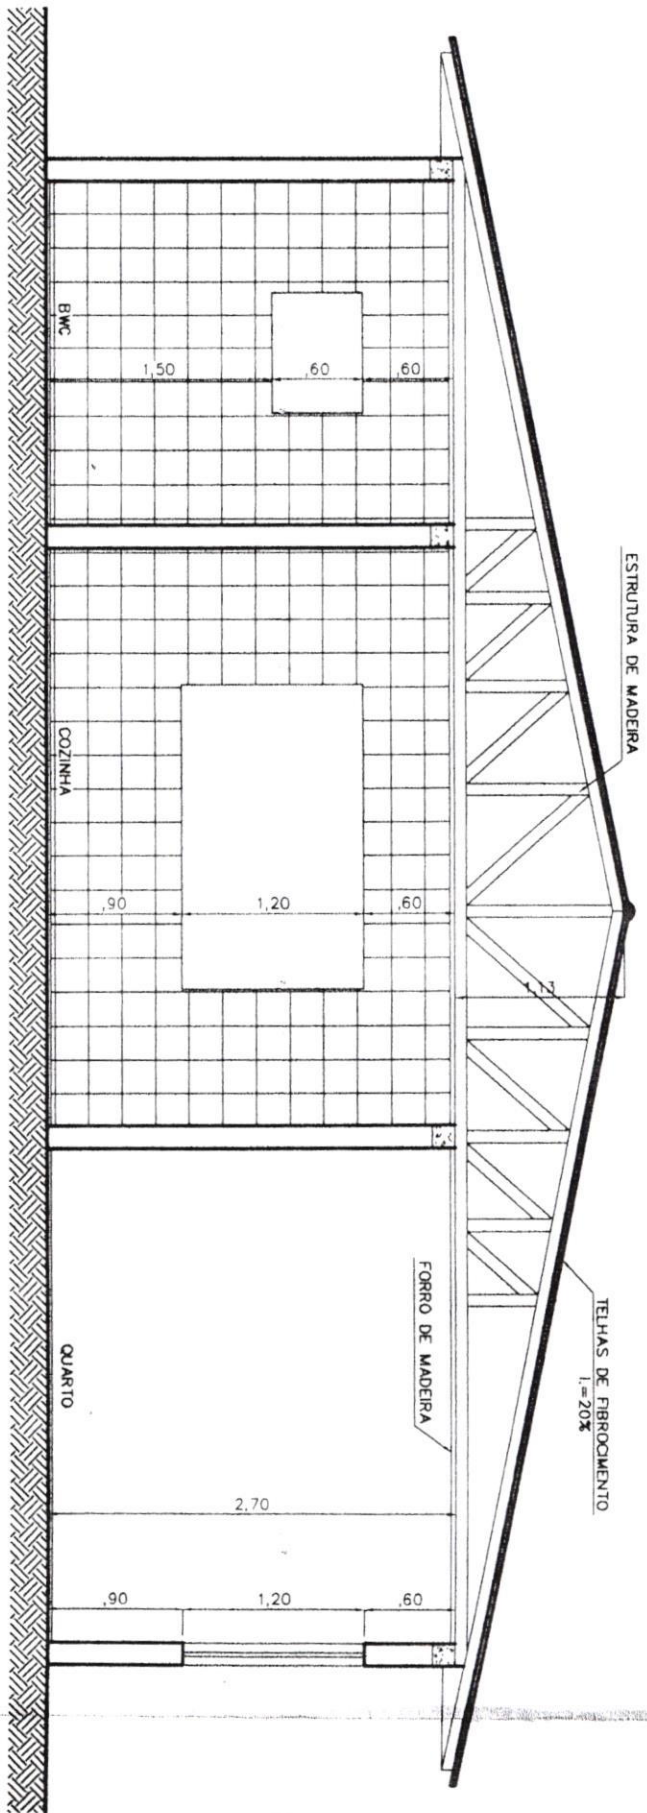 ESTRUTURA DE MADEIRA
TELHAS DE FIBROCIMENTO
i.=20%
1,13
FORRO DE MADEIRA
,60
,60
1,50
,60
1,20
,90
2,70
,60
1,20
,90
BWC
COZINHA
QUARTO